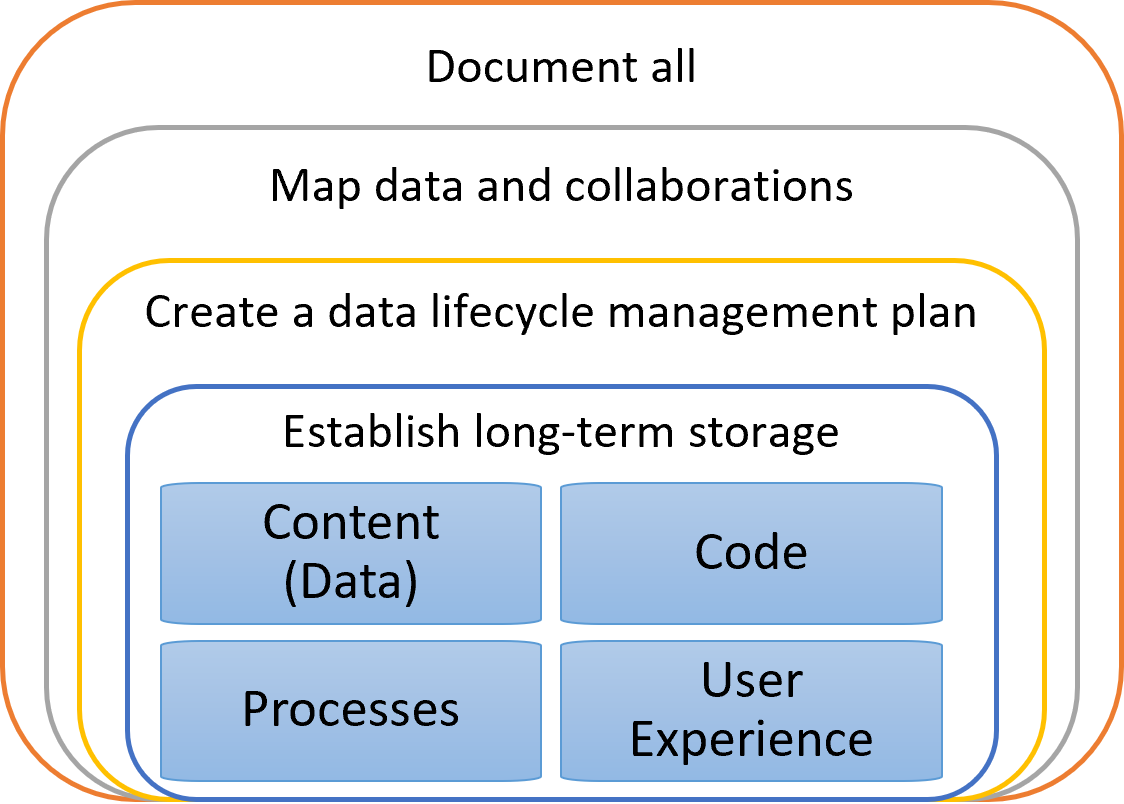 Document all
Map data and collaborations
Create a data lifecycle management plan
Establish long-term storage
Content
(Data)
Code
Processes
User
Experience